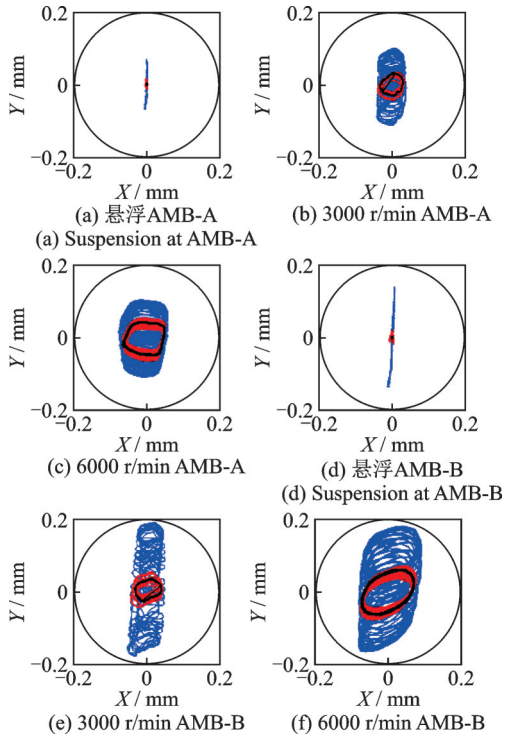 0.2
Y / mm
0
−0.2
−0.2 0 0.2
X / mm
(a) 悬浮AMB-A
(a) Suspension at AMB-A
0.2
Y / mm
0
−0.2
−0.2 0 0.2
X / mm
(b) 3000 r/min AMB-A
0.2
Y / mm
0
−0.2
−0.2 0 0.2
X / mm
(c) 6000 r/min AMB-A
0.2
Y / mm
0
−0.2
−0.2 0 0.2
X / mm
(d) 悬浮AMB-B
(d) Suspension at AMB-B
0.2
Y / mm
0
−0.2
−0.2 0 0.2
X / mm
(e) 3000 r/min AMB-B
0.2
Y / mm
0
−0.2
−0.2 0 0.2
X / mm
(f) 6000 r/min AMB-B